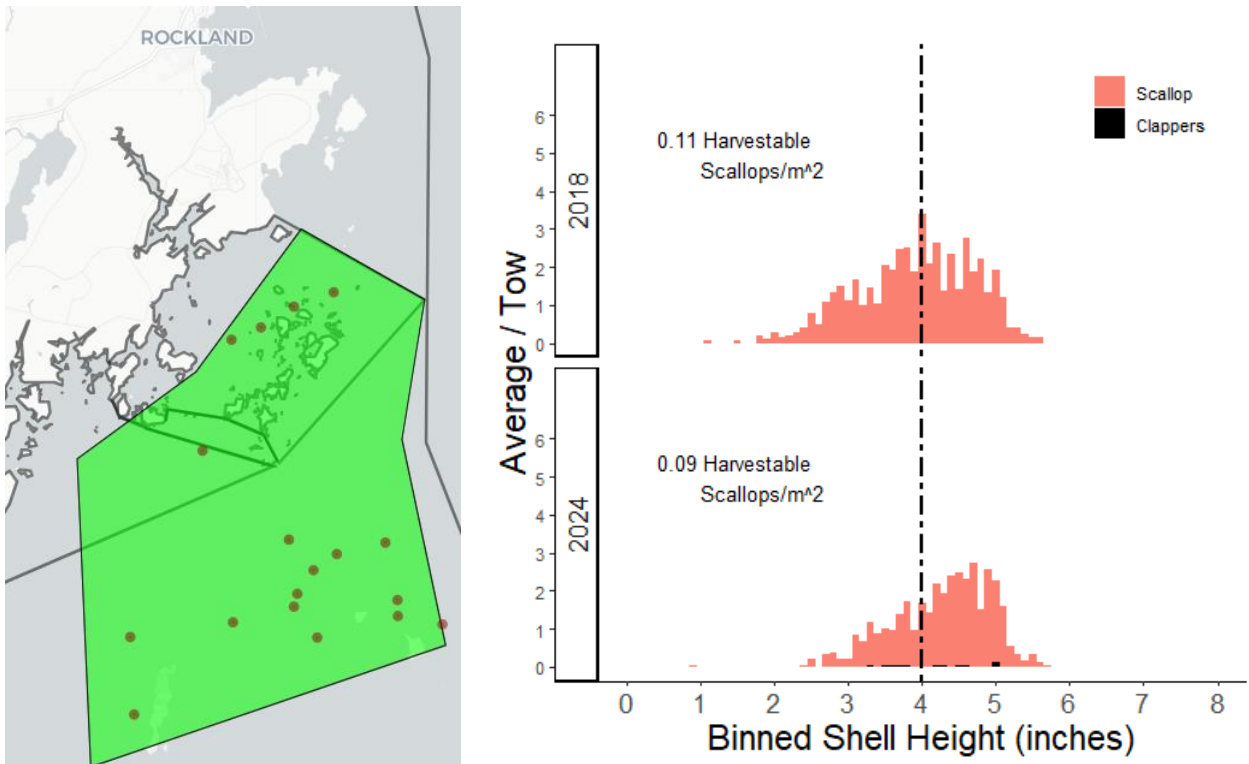 ROCKLAND
Average / Tow
2018
6
5
4
3
2
1
0
0.11 Harvestable
Scallops/m^2
Scallop
Clappers
2024
6
5
4
3
2
1
0
0.09 Harvestable
Scallops/m^2
0 1 2 3 4 5 6 7 8
Binned Shell Height (inches)